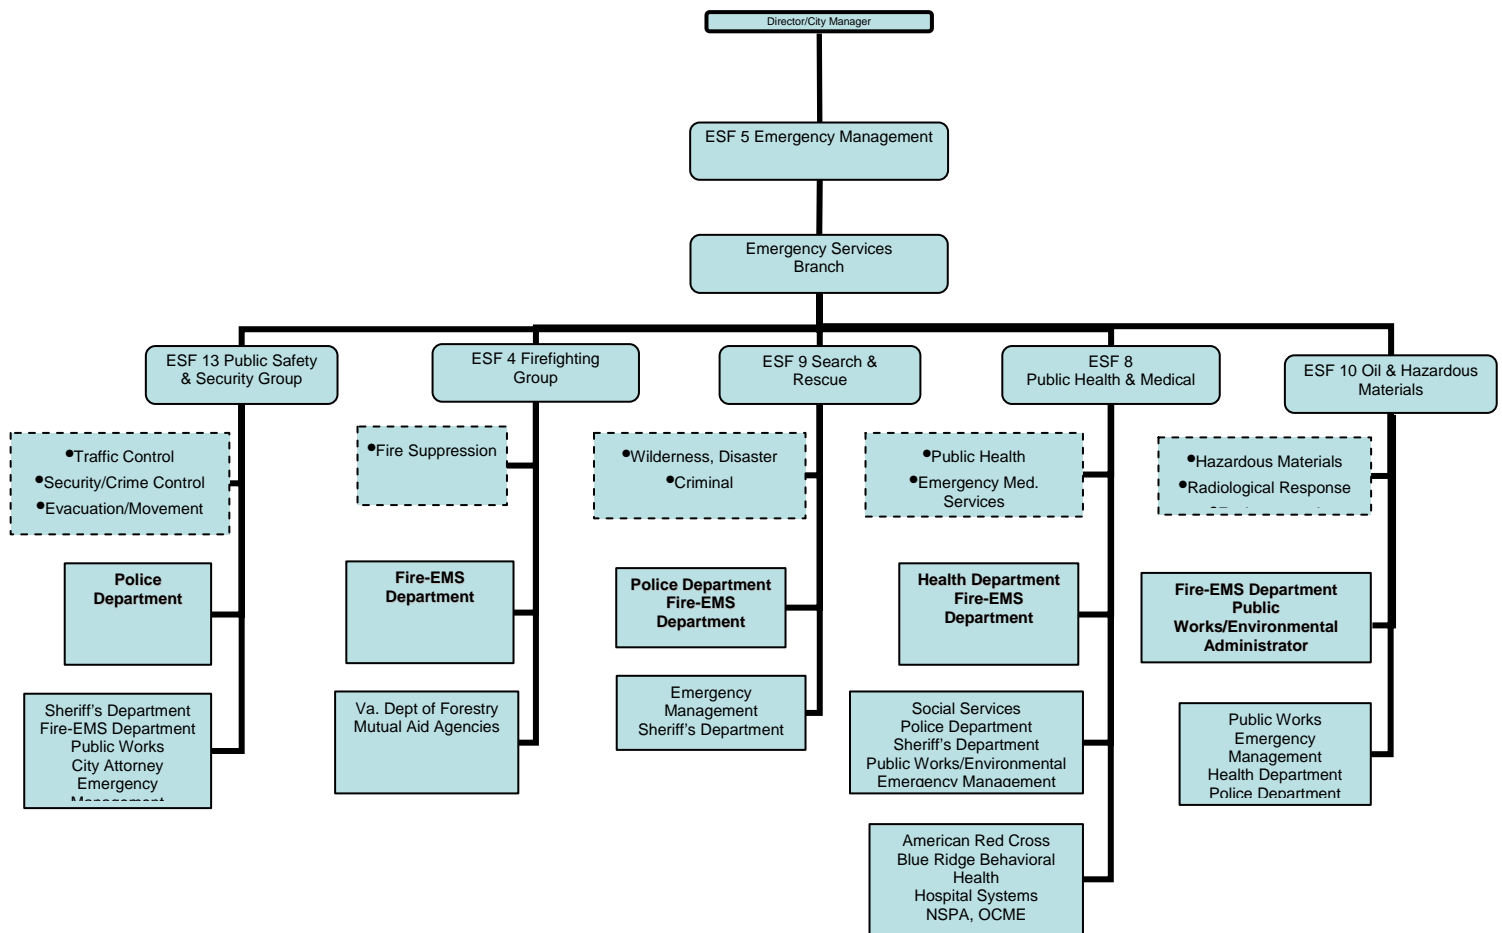 Director/City Manager
ESF 5 Emergency Management
Emergency Services
Branch
ESF 13 Public Safety
& Security Group
ESF 4 Firefighting
Group
ESF 9 Search &
Rescue
ESF 8
Public Health & Medical
ESF 10 Oil & Hazardous
Materials
•Traffic Control
•Security/Crime Control
•Evacuation/Movement
•Fire Suppression
•Wilderness, Disaster
•Criminal
•Public Health
•Emergency Med.
Services
•Hazardous Materials
•Radiological Response
Police
Department
Fire-EMS
Department
Police Department
Fire-EMS
Department
Health Department
Fire-EMS
Department
Fire-EMS Department
Public
Works/Environmental
Administrator
Sheriff's Department
Fire-EMS Department
Public Works
City Attorney
Emergency
Management
Va. Dept of Forestry
Mutual Aid Agencies
Emergency
Management
Sheriff's Department
Social Services
Police Department
Sheriff's Department
Public Works/Environmental
Emergency Management
Public Works
Emergency
Management
Health Department
Police Department
American Red Cross
Blue Ridge Behavioral
Health
Hospital Systems
NSPA, OCME